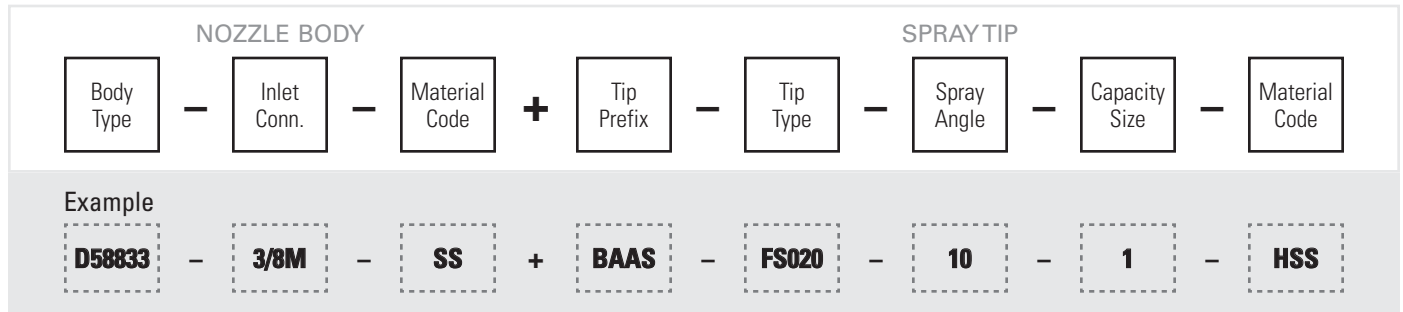 NOZZLE BODY SPRAY TIP
Body Type – Inlet Conn. – Material Code + Tip Prefix – Tip Type – Spray Angle – Capacity Size – Material Code
Example
D58833 – 3/8M – SS + BAAS – FS020 – 10 – 1 – HSS